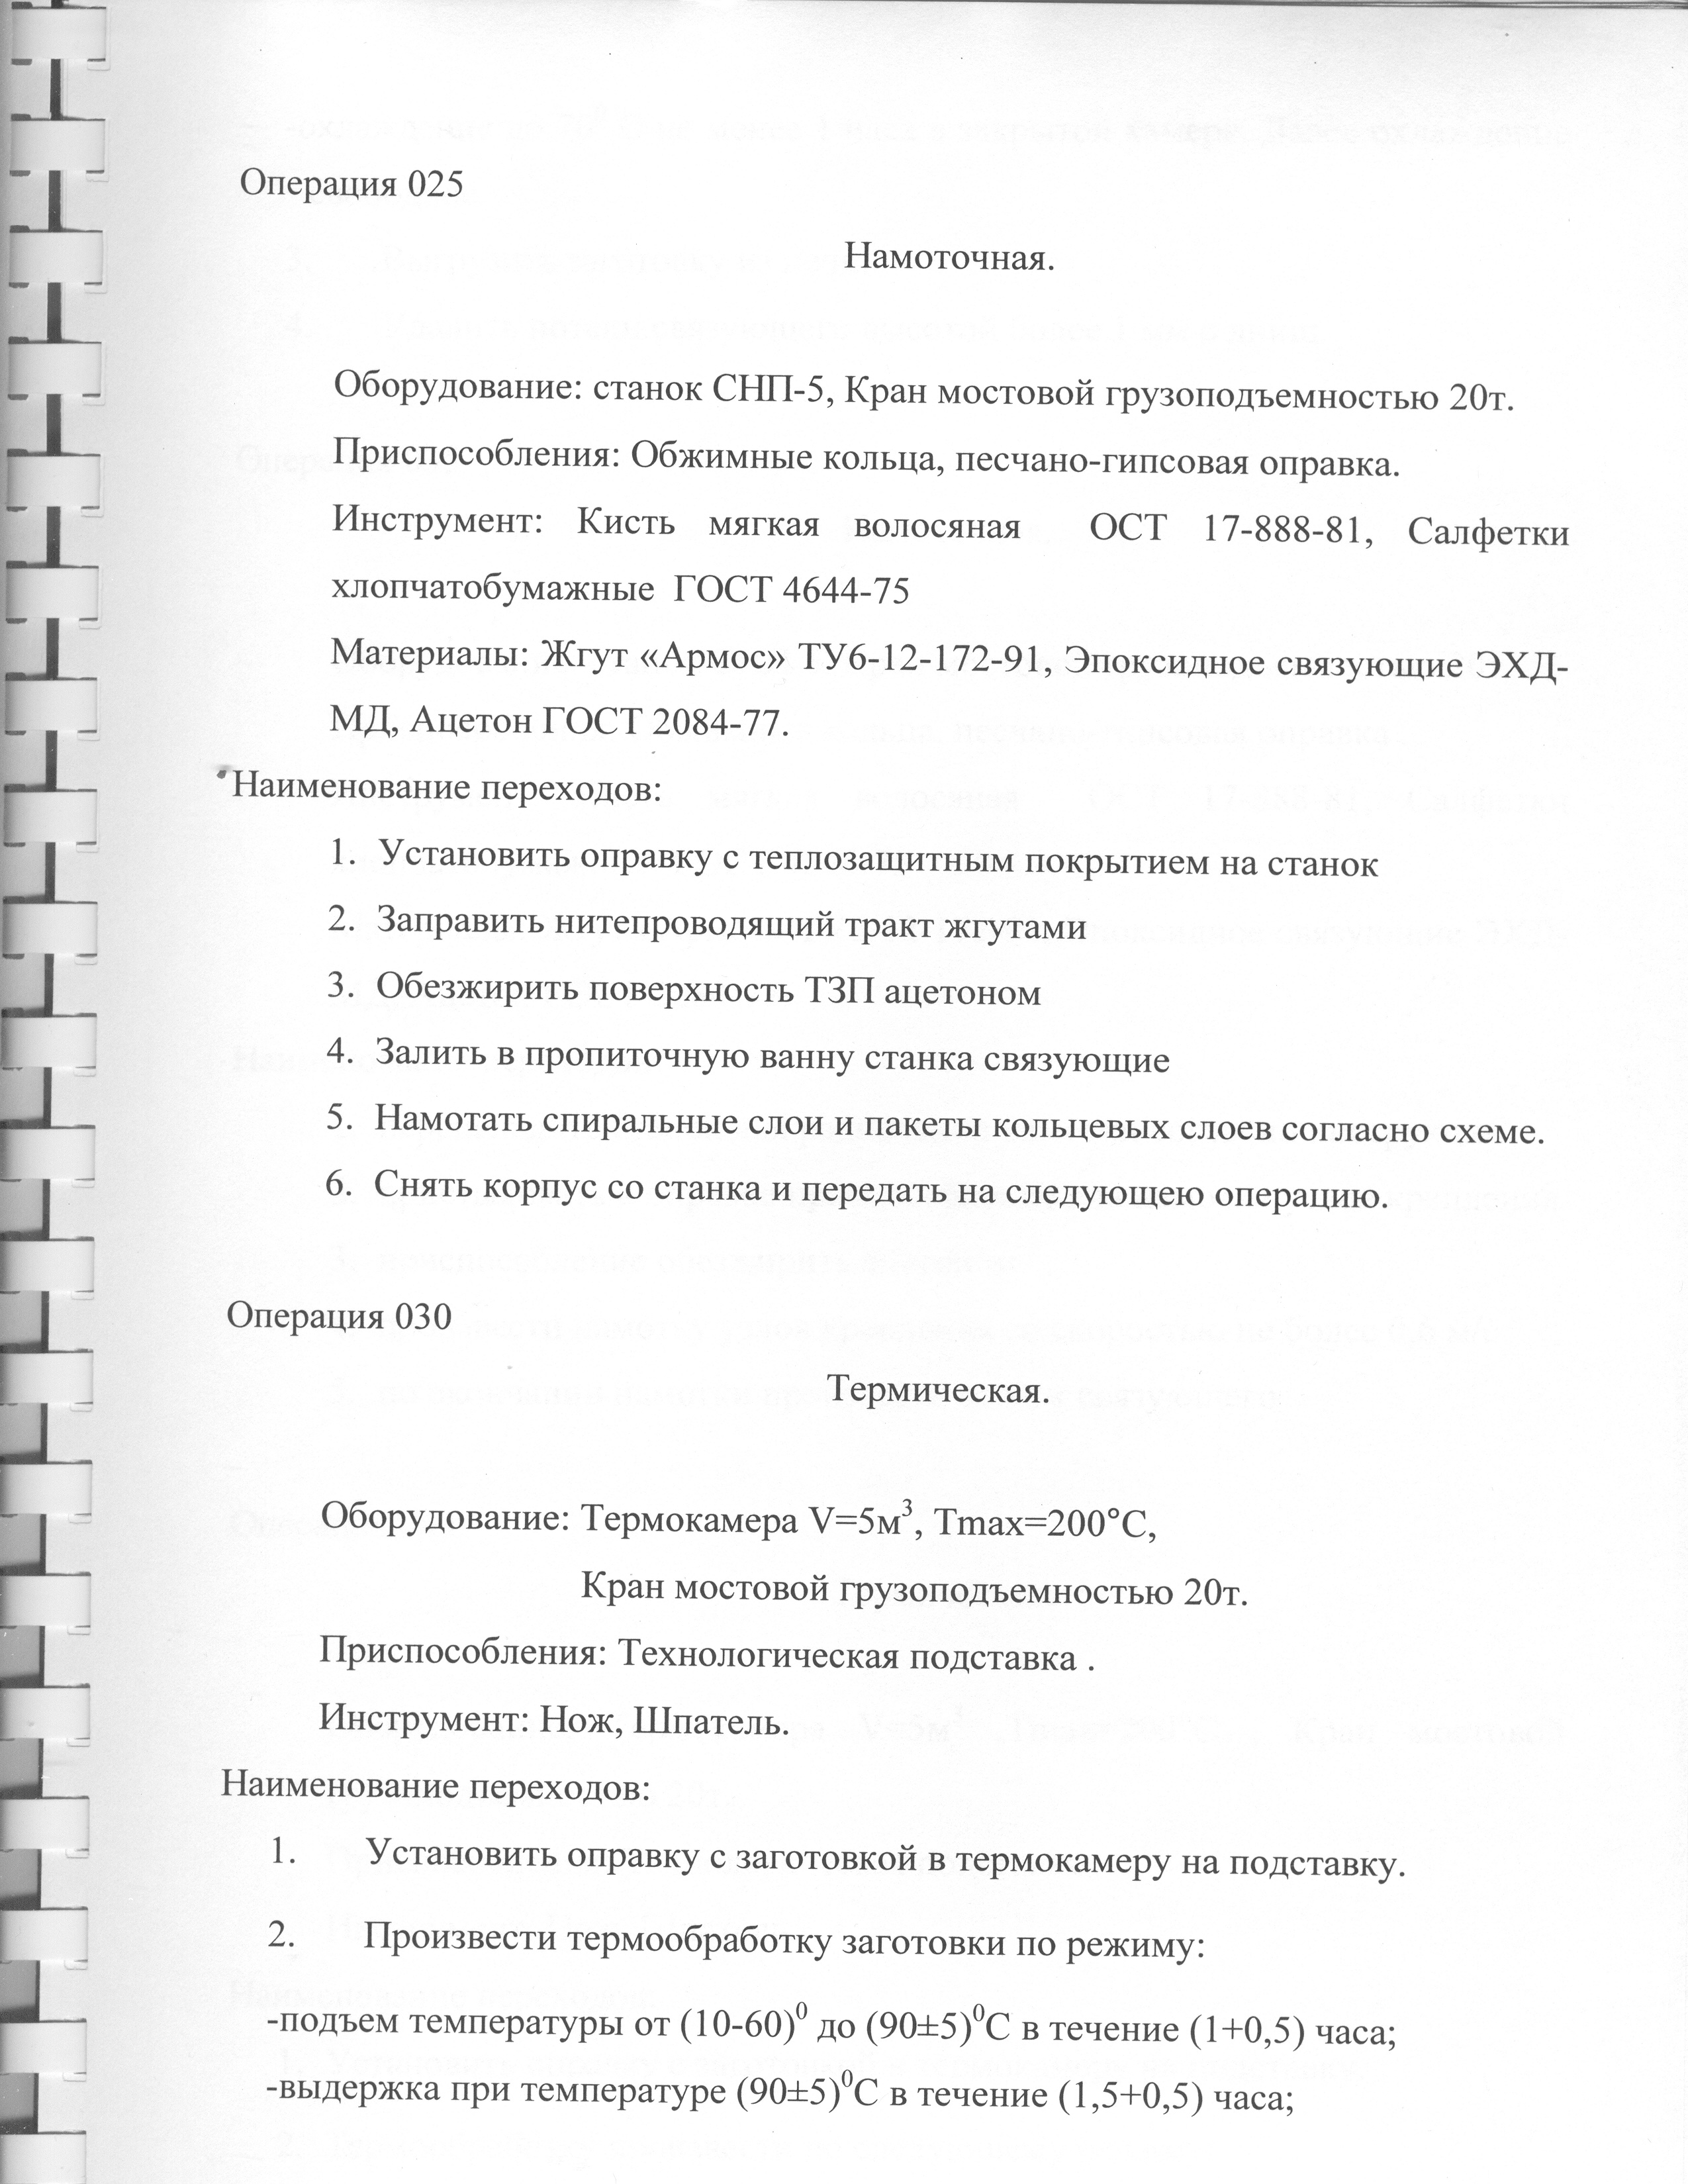 Операция 025
Намоточная.
Оборудование: станок СНП-5, Кран мостовой грузоподъемностью 20т.
Приспособления: Обжимные кольца, песчано-гипсовая оправка.
Инструмент: Кисть мягкая волосяная ОСТ 17-888-81, Салфетки
хлопчатобумажные ГОСТ 4644-75
Материалы: Жгут «Армос» ТУ6-12-172-91, Эпоксидное связующие ЭХД-
МД, Ацетон ГОСТ 2084-77.
Наименование переходов:
1. Установить оправку с теплозащитным покрытием на станок
2. Заправить нитепроводящий тракт жгутами
3. Обезжирить поверхность ТЗП ацетоном
4. Залить в пропиточную ванну станка связующие
5. Намотать спиральные слои и пакеты кольцевых слоев согласно схеме.
6. Снять корпус со станка и передать на следующею операцию.
Операция 030
Термическая.
Оборудование: Термокамера V=5м³, Tmax=200°С,
Кран мостовой грузоподъемностью 20т.
Приспособления: Технологическая подставка .
Инструмент: Нож, Шпатель.
Наименование переходов:
1. Установить оправку с заготовкой в термокамеру на подставку.
2. Произвести термообработку заготовки по режиму:
-подъем температуры от (10-60)⁰ до (90±5)⁰С в течение (1+0,5) часа;
-выдержка при температуре (90±5)⁰С в течение (1,5+0,5) часа;